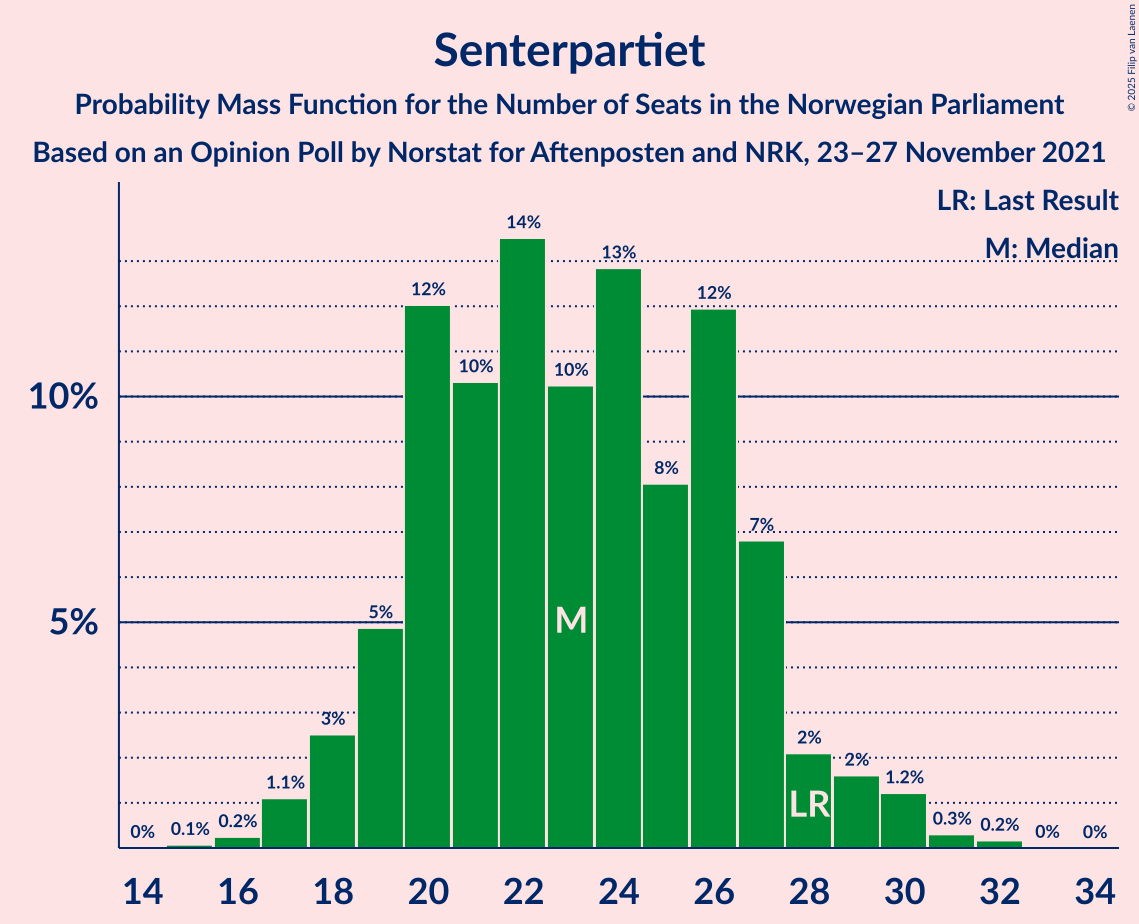 Senterpartiet
Probability Mass Function for the Number of Seats in the Norwegian Parliament
Based on an Opinion Poll by Norstat for Aftenposten and NRK, 23–27 November 2021
© 2025 Filip van Laenen
LR: Last Result
M: Median
10%
5%
0%
0.1%
0.2%
1.1%
3%
5%
12%
10%
14%
10%
13%
8%
12%
7%
2%
2%
1.2%
0.3%
0.2%
0%
0%
M
LR
14 16 18 20 22 24 26 28 30 32 34